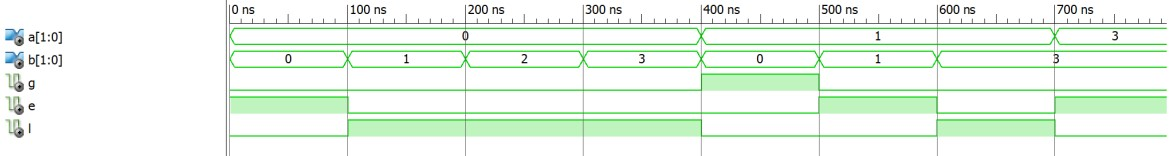 0 ns 100 ns 200 ns 300 ns 400 ns 500 ns 600 ns 700 ns
a[1:0] 0 1 3
b[1:0] 0 1 2 3 0 1 3
g
e
l